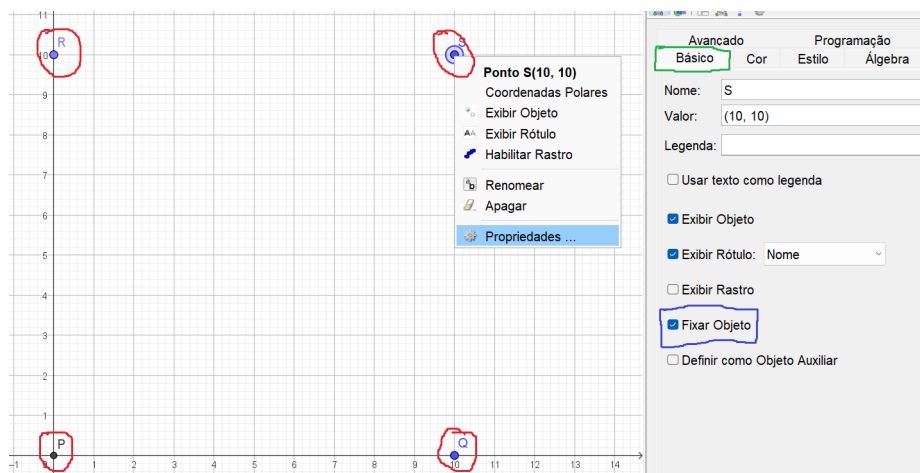 11
R
S
10
Ponto S(10, 10)
Coordenadas Polares
9
Exibir Objeto
8
AA Exibir Rótulo
Habilitar Rastro
7
Renomear
Apagar
6
Propriedades ...
5
4
3
2
1
P
Q
0
-1 1 2 3 4 5 6 7 8 9 10 11 12 13 14
Avançado Programação
Básico Cor Estilo Álgebra
Nome: S
Valor: (10, 10)
Legenda:
Usar texto como legenda
Exibir Objeto
Exibir Rótulo: Nome
Exibir Rastro
Fixar Objeto
Definir como Objeto Auxiliar